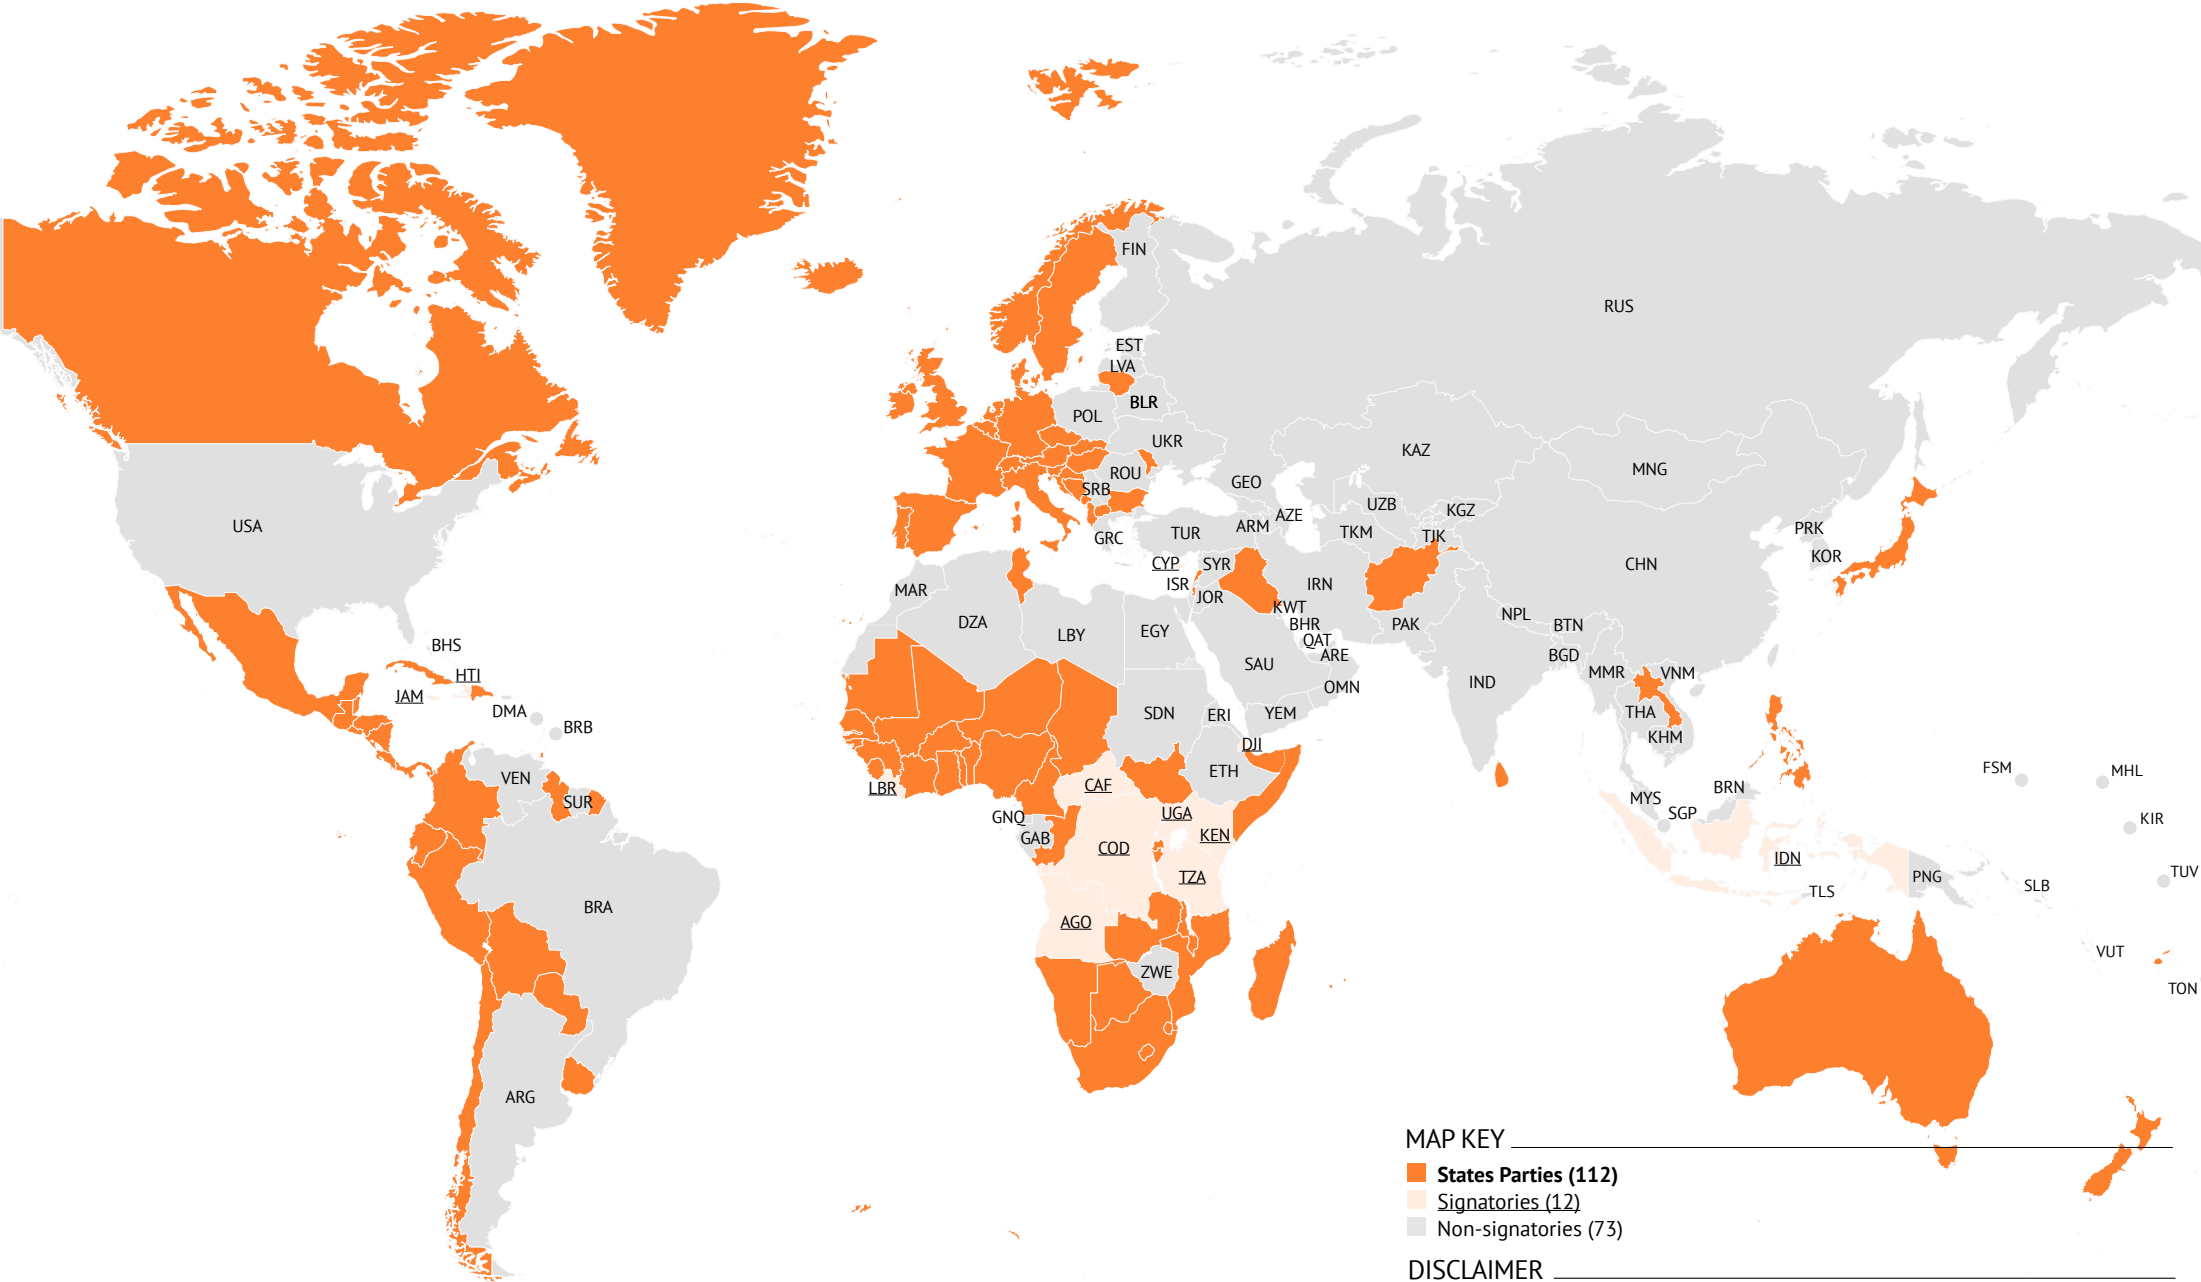 FIN
RUS
EST
LVA
BLR
POL
UKR
KAZ
MNG
ROU
SRB
GEO
UZB
KGZ
USA
AZE
ARM
TUR
TKM
TJK
PRK
KOR
GRC
CYP
SYR
CHN
ISR
IRN
MAR
JOR
KWT
DZA
LBY
EGY
BHR
PAK
NPL
BTN
QAT
ARE
BHS
BGD
SAU
HTI
JAM
MMR
VNM
IND
OMN
DMA
BRB
SDN
ERI
YEM
THA
KHM
DJI
VEN
ETH
FSM
MHL
LBR
CAF
BRN
SUR
MYS
SGP
GNQ
UGA
KIR
GAB
KEN
COD
IDN
TZA
PNG
TUV
TLS
SLB
BRA
AGO
VUT
ZWE
TON
ARG
MAP KEY
States Parties (112)
Signatories (12)
Non-signatories (73)
DISCLAIMER